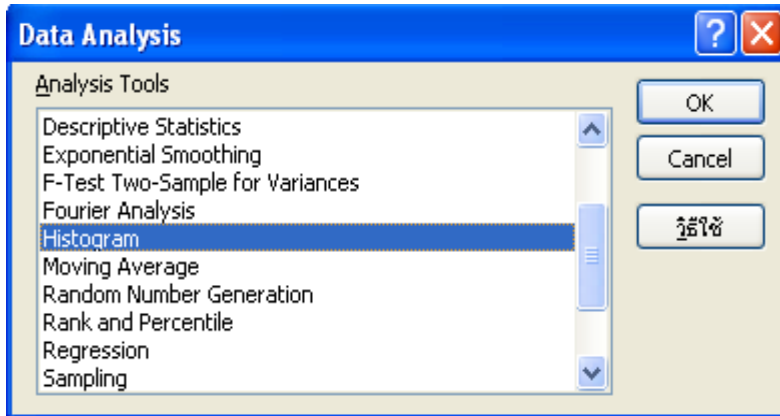 Data Analysis
Analysis Tools
Descriptive Statistics
Exponential Smoothing
F-Test Two-Sample for Variances
Fourier Analysis
Histogram
Moving Average
Random Number Generation
Rank and Percentile
Regression
Sampling
OK
Cancel
วิธีใช้